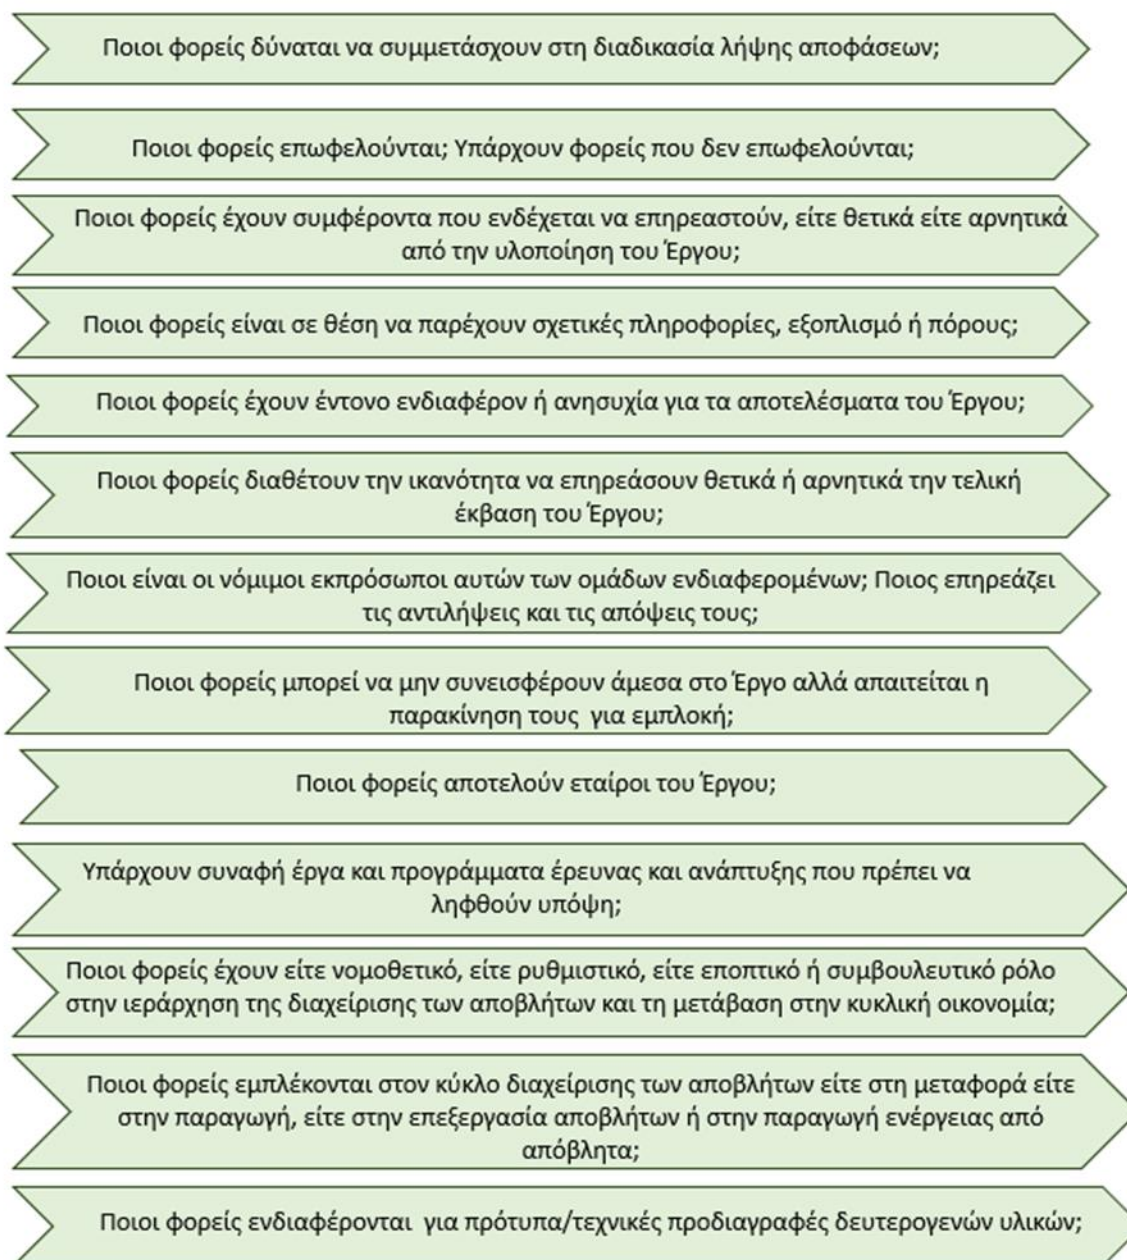 Ποιοι φορείς δύναται να συμμετάσχουν στη διαδικασία λήψης αποφάσεων;
Ποιοι φορείς επωφελούνται; Υπάρχουν φορείς που δεν επωφελούνται;
Ποιοι φορείς έχουν συμφέροντα που ενδέχεται να επηρεαστούν, είτε θετικά είτε αρνητικά
από την υλοποίηση του Έργου;
Ποιοι φορείς είναι σε θέση να παρέχουν σχετικές πληροφορίες, εξοπλισμό ή πόρους;
Ποιοι φορείς έχουν έντονο ενδιαφέρον ή ανησυχία για τα αποτελέσματα του Έργου;
Ποιοι φορείς διαθέτουν την ικανότητα να επηρεάσουν θετικά ή αρνητικά την τελική
έκβαση του Έργου;
Ποιοι είναι οι νόμιμοι εκπρόσωποι αυτών των ομάδων ενδιαφερομένων; Ποιος επηρεάζει
τις αντιλήψεις και τις απόψεις τους;
Ποιοι φορείς μπορεί να μην συνεισφέρουν άμεσα στο Έργο αλλά απαιτείται η
παρακίνηση τους για εμπλοκή;
Ποιοι φορείς αποτελούν εταίροι του Έργου;
Υπάρχουν συναφή έργα και προγράμματα έρευνας και ανάπτυξης που πρέπει να
ληφθούν υπόψη;
Ποιοι φορείς έχουν είτε νομοθετικό, είτε ρυθμιστικό, είτε εποπτικό ή συμβουλευτικό ρόλο
στην ιεράρχηση της διαχείρισης των αποβλήτων και τη μετάβαση στην κυκλική οικονομία;
Ποιοι φορείς εμπλέκονται στον κύκλο διαχείρισης των αποβλήτων είτε στη μεταφορά είτε
στην παραγωγή, είτε στην επεξεργασία αποβλήτων ή στην παραγωγή ενέργειας από
απόβλητα;
Ποιοι φορείς ενδιαφέρονται για πρότυπα/τεχνικές προδιαγραφές δευτερογενών υλικών;